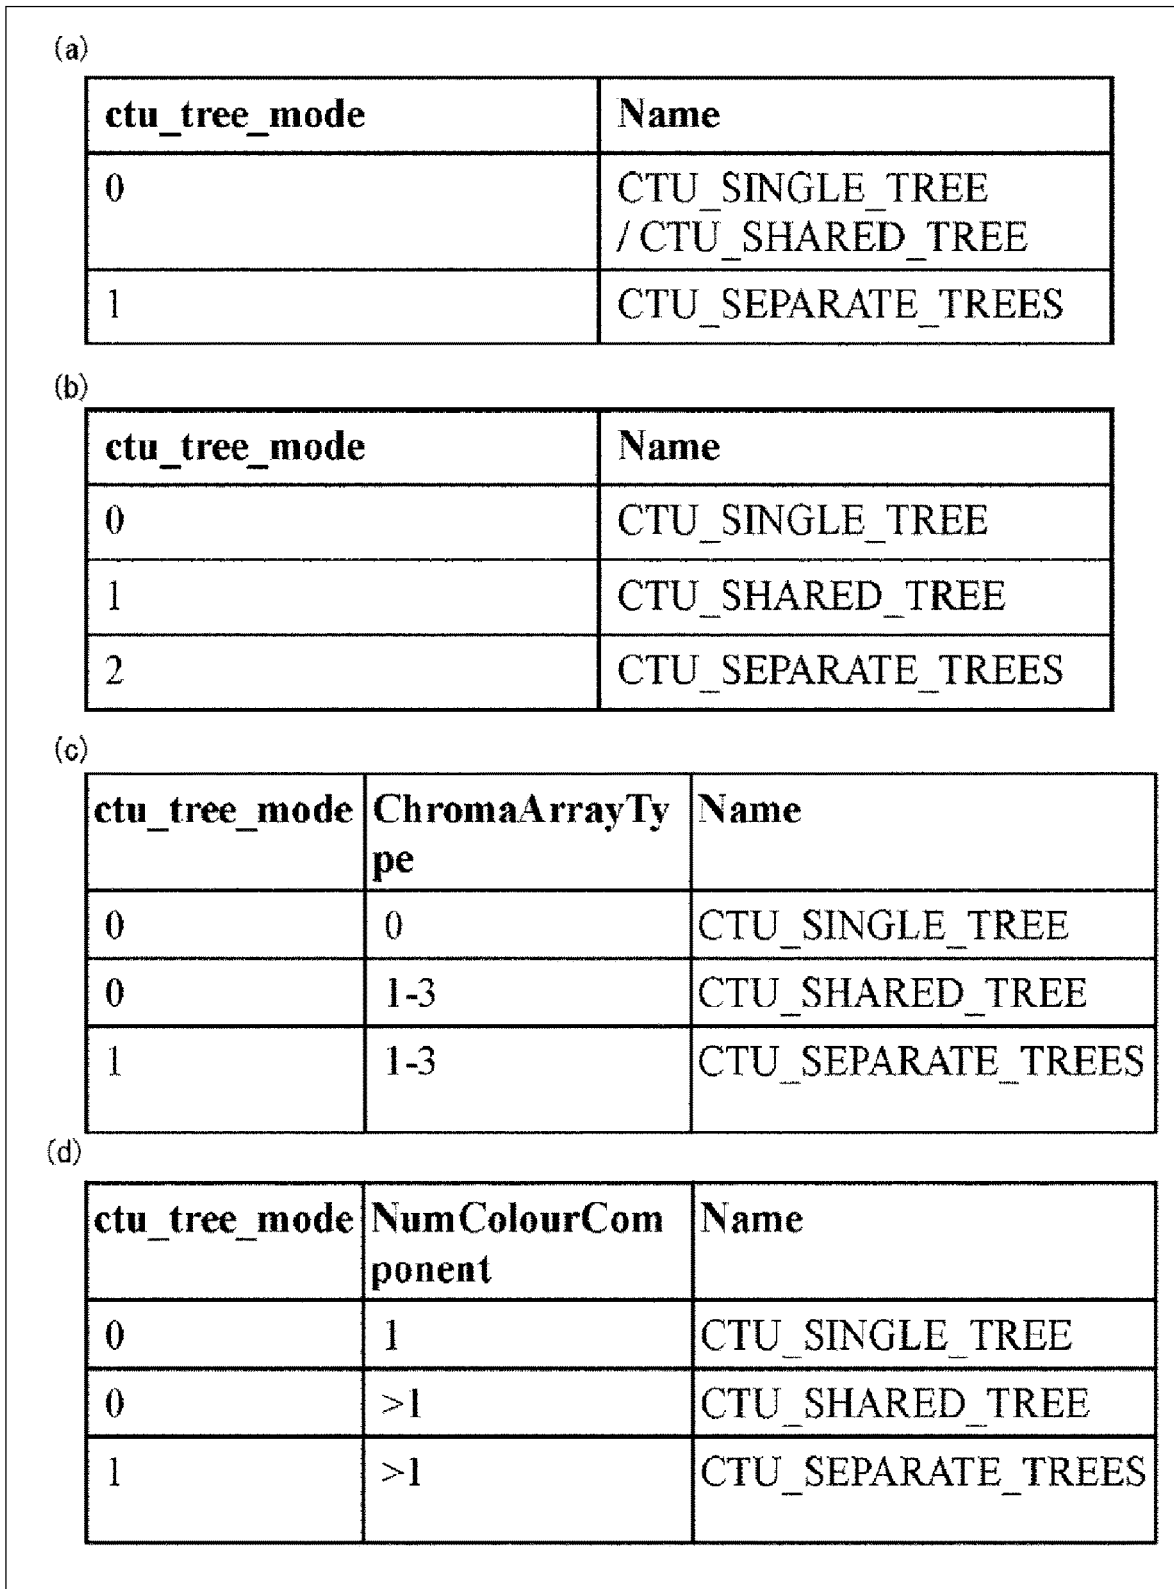 (a)
ctu_tree_mode Name
0 CTU_SINGLE_TREE
/ CTU_SHARED_TREE
1 CTU_SEPARATE_TREES
(b)
ctu_tree_mode Name
0 CTU_SINGLE_TREE
1 CTU_SHARED_TREE
2 CTU_SEPARATE_TREES
(c)
ctu_tree_mode ChromaArrayTy Name
pe
0 0 CTU_SINGLE_TREE
0 1-3 CTU_SHARED_TREE
1 1-3 CTU_SEPARATE_TREES
(d)
ctu_tree_mode NumColourCom Name
ponent
0 1 CTU_SINGLE_TREE
0 >1 CTU_SHARED_TREE
1 >1 CTU_SEPARATE_TREES